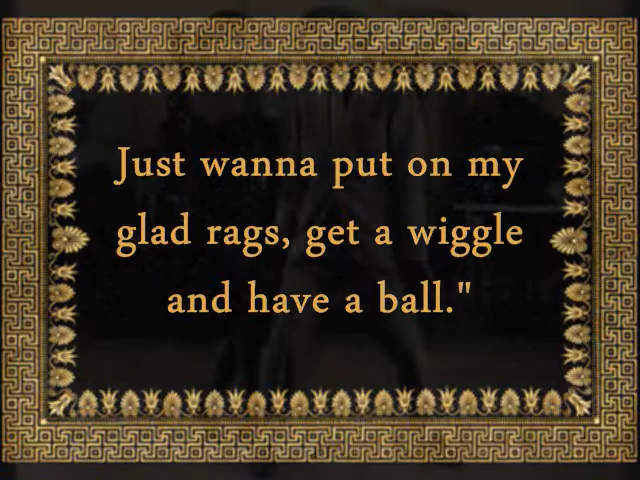 Just wanna put on my
glad rags, get a wiggle
and have a ball."